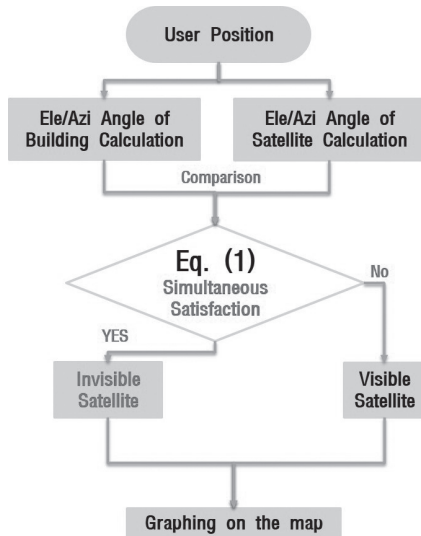 User Position
Ele/Azi Angle of
Building Calculation
Ele/Azi Angle of
Satellite Calculation
Comparison
Eq. (1)
Simultaneous
Satisfaction
No
YES
Invisible
Satellite
Visible
Satellite
Graphing on the map